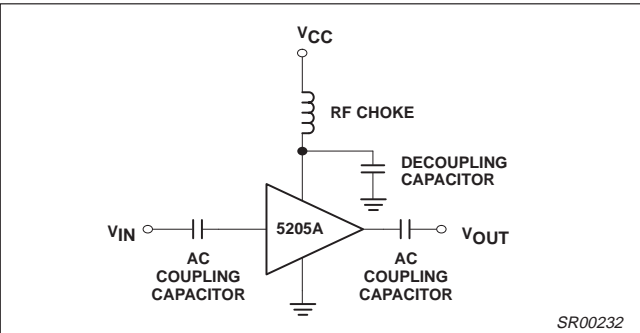 VCC
RF CHOKE
DECOUPLING
CAPACITOR
5205A
VIN
VOUT
AC
COUPLING
CAPACITOR
AC
COUPLING
CAPACITOR
SR00232